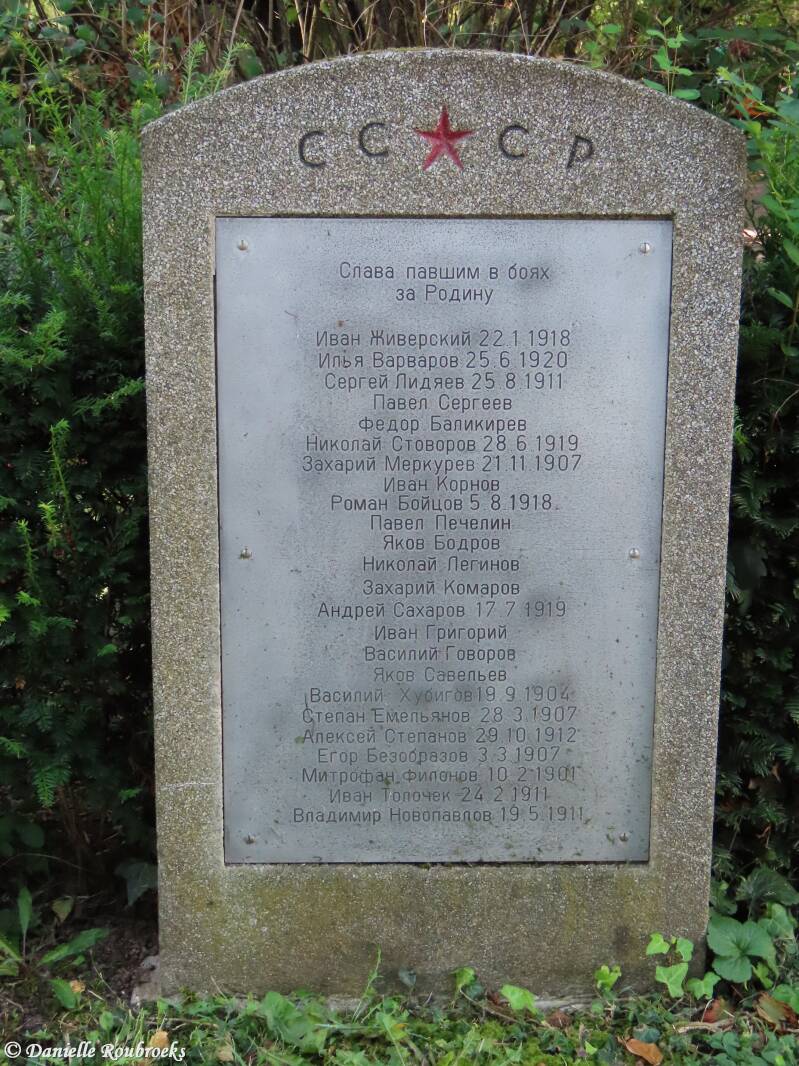 СС★СР
Слава павшим в боях
за Родину
Иван Живерский 22.1.1918
Илья Варваров 25.6.1920
Сергей Лидяев 25.8.1911
Павел Сергеев
Федор Баликирев
Николай Стоворов 28.6.1919
Захарий Меркурев 21.11.1907
Иван Корнов
Роман Бойцов 5.8.1918.
Павел Печелин
Яков Бодров
Николай Легинов
Захарий Комаров
Андрей Сахаров 17.7.1919
Иван Григорий
Василий Говоров
Яков Савельев
Василий Хубигов 19.9.1904
Степан Емельянов 28.3.1907
Алексей Степанов 29.10.1912
Егор Безобразов 3.3.1907
Митрофан Филонов 10.2.1901
Иван Толочек 24.2.1911
Владимир Новопавлов 19.5.1911
© Danielle Roubroeks